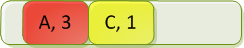 A, 3 C, 1